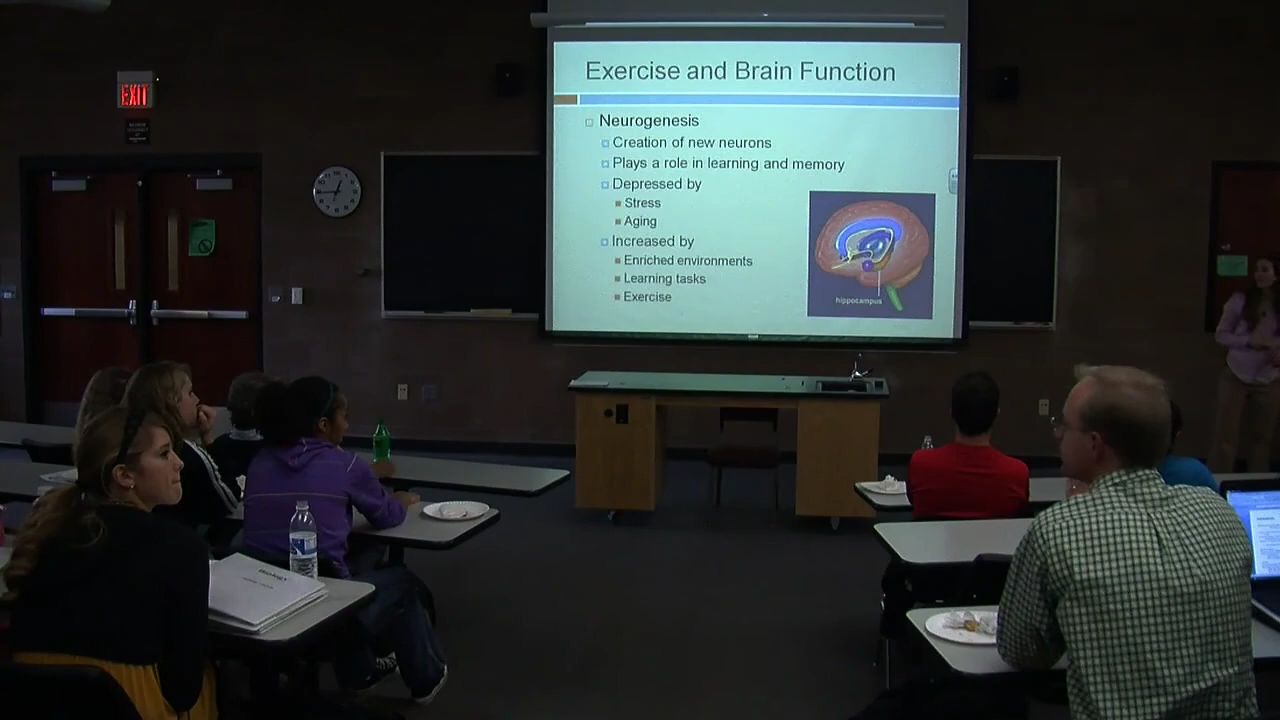 EXIT
Exercise and Brain Function
Neurogenesis
Creation of new neurons
Plays a role in learning and memory
Depressed by
Stress
Aging
Increased by
Enriched environments
Learning tasks
Exercise
hippocampus